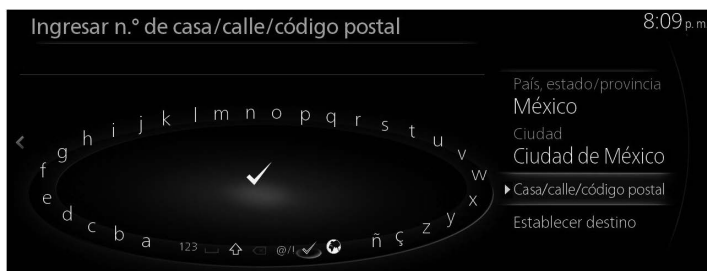 Ingresar n.° de casa/calle/código postal
8:09 p. m
País, estado/provincia
México
Ciudad
Ciudad de México
Casa/calle/código postal
Establecer destino
a b c d e f g h i j k l m n o p q r s t u v w x y z ç ñ
123 @/!